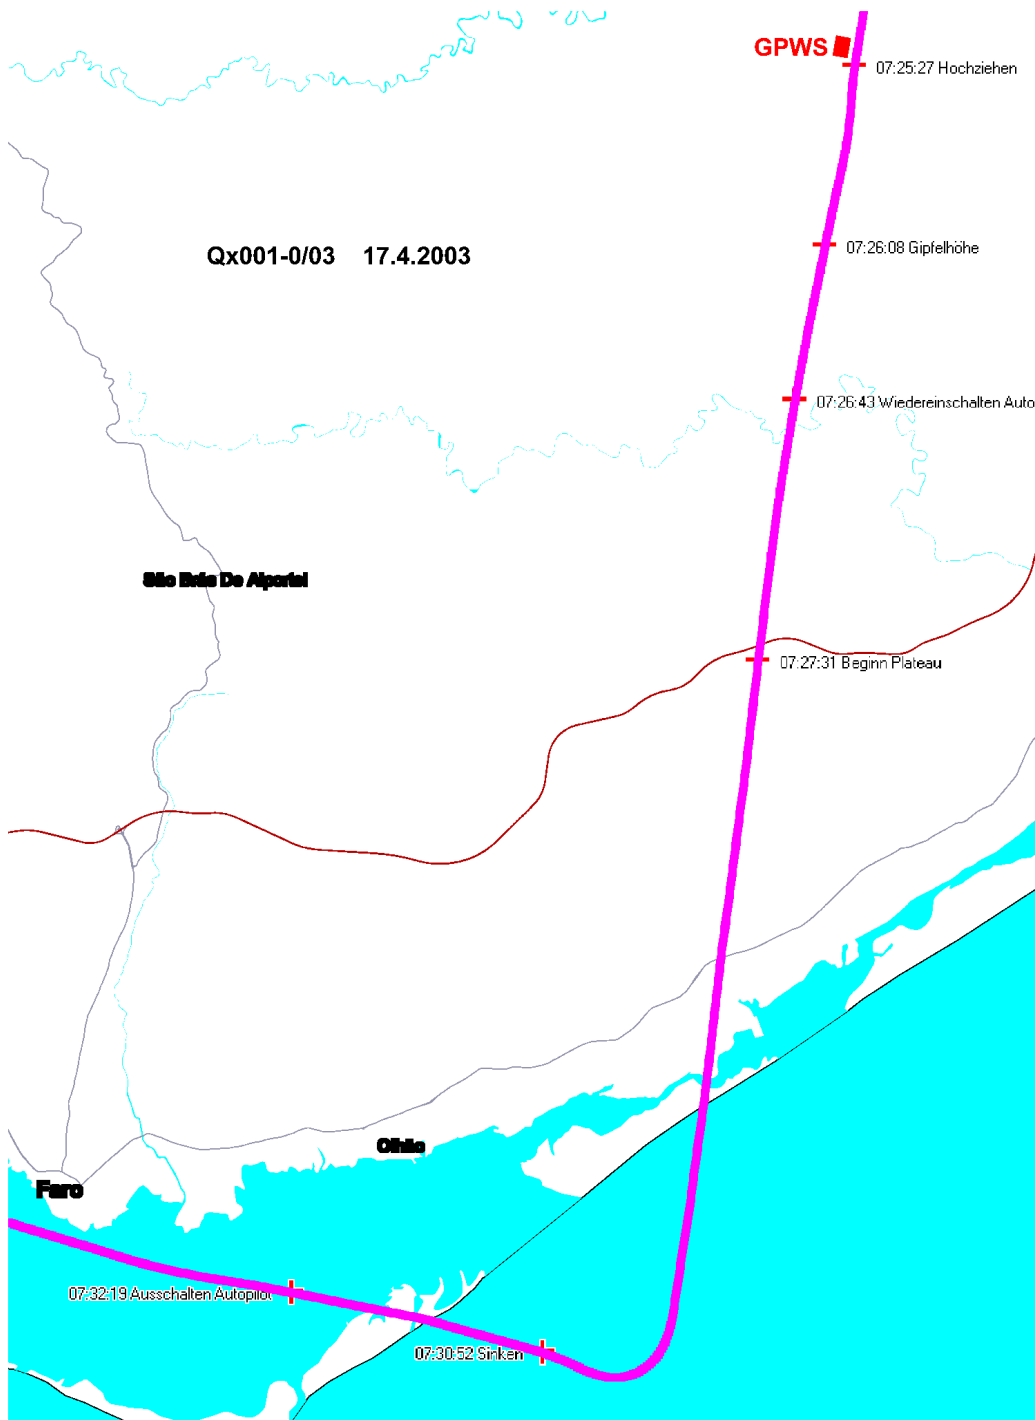 GPWS
07:25:27 Hochziehen
Qx001-0/03 17.4.2003
07:26:08 Gipfelhöhe
07:26:43 Wiedereinschalten Auto
São Brás De Alportel
07:27:31 Beginn Plateau
Olhão
Faro
07:32:19 Ausschalten Autopilot
07:30:52 Sinken